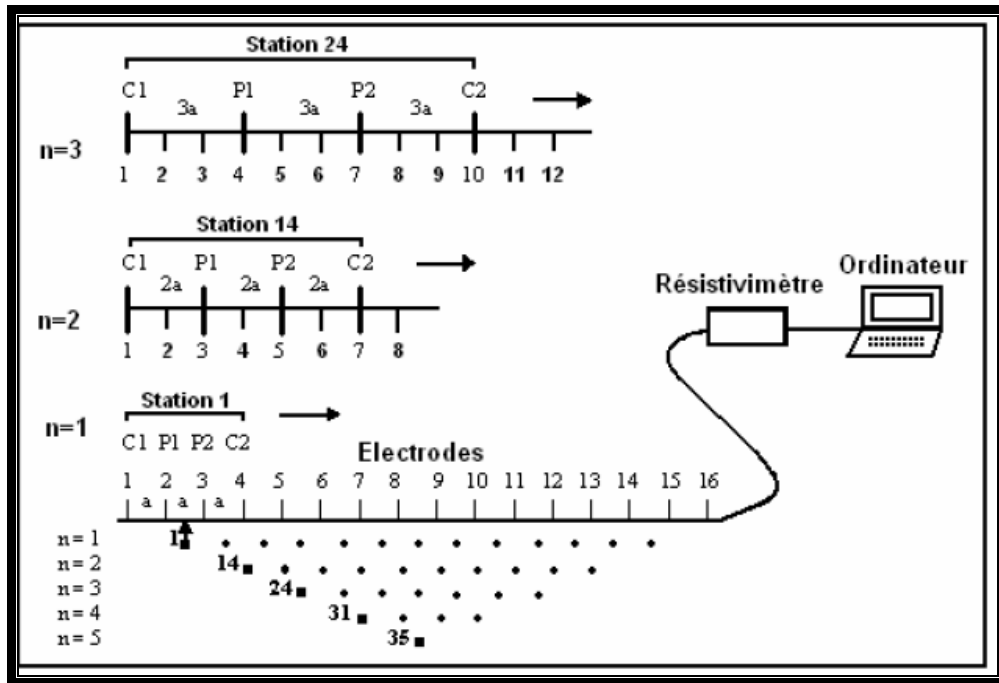 Station 24
C1 P1 P2 C2
3a 3a 3a
n=3
1 2 3 4 5 6 7 8 9 10 11 12
Station 14
C1 P1 P2 C2
2a 2a 2a
n=2
1 2 3 4 5 6 7 8
Résistivimètre
Ordinateur
Station 1
n=1
C1 P1 P2 C2
Electrodes
1 2 3 4 5 6 7 8 9 10 11 12 13 14 15 16
a a a
n= 1 1
n= 2 14
n= 3 24
n= 4 31
n= 5 35